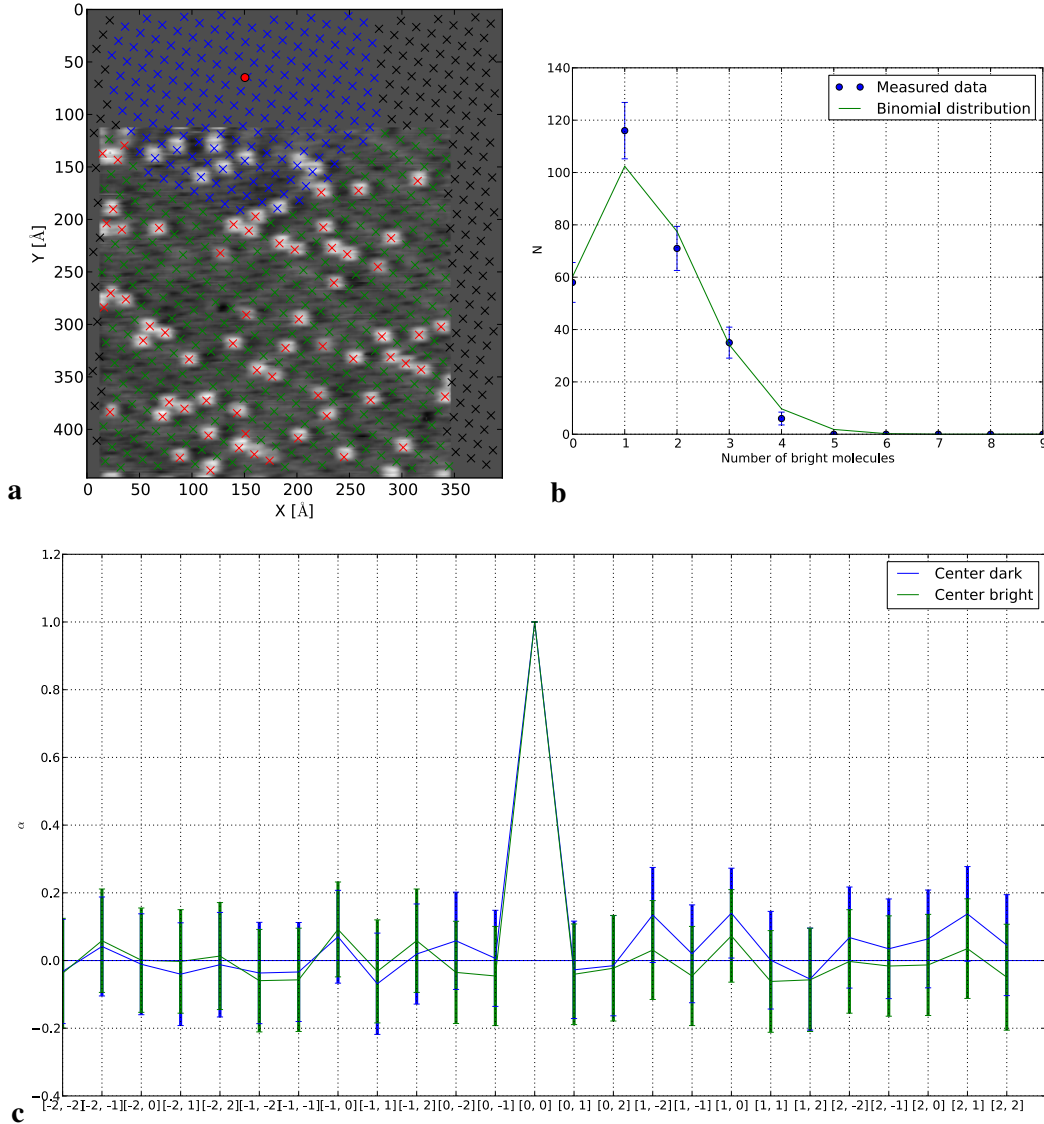 0
50
100
150
200
250
300
350
400
Y [Å]
0 50 100 150 200 250 300 350
X [Å]
a
140
120
100
80
60
40
20
0
N
Measured data
Binomial distribution
0 1 2 3 4 5 6 7 8 9
Number of bright molecules
b
1.2
1.0
0.8
0.6
0.4
0.2
0.0
−0.2
−0.4
α
Center dark
Center bright
[-2, -2] [-2, -1] [-2, 0] [-2, 1] [-2, 2] [-1, -2] [-1, -1] [-1, 0] [-1, 1] [-1, 2] [0, -2] [0, -1] [0, 0] [0, 1] [0, 2] [1, -2] [1, -1] [1, 0] [1, 1] [1, 2] [2, -2] [2, -1] [2, 0] [2, 1] [2, 2]
c